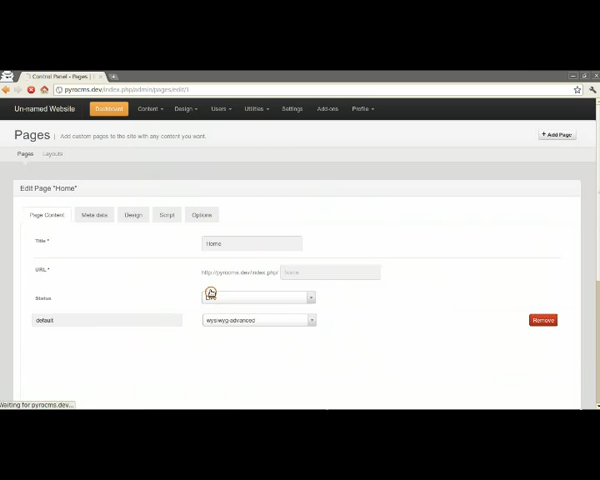 Control Panel - Pages |
pyrocms.dev/index.php/admin/pages/edit/1
Un-named Website Dashboard Content Design Users Utilities Settings Add-ons Profile
Pages | Add custom pages to the site with any content you want. + Add Page
Pages Layouts
Edit Page "Home"
Page Content Meta data Design Script Options
Title * Home
URL * http://pyrocms.dev/index.php/ home
Status Live
default wysiwyg-advanced Remove
Waiting for pyrocms.dev...